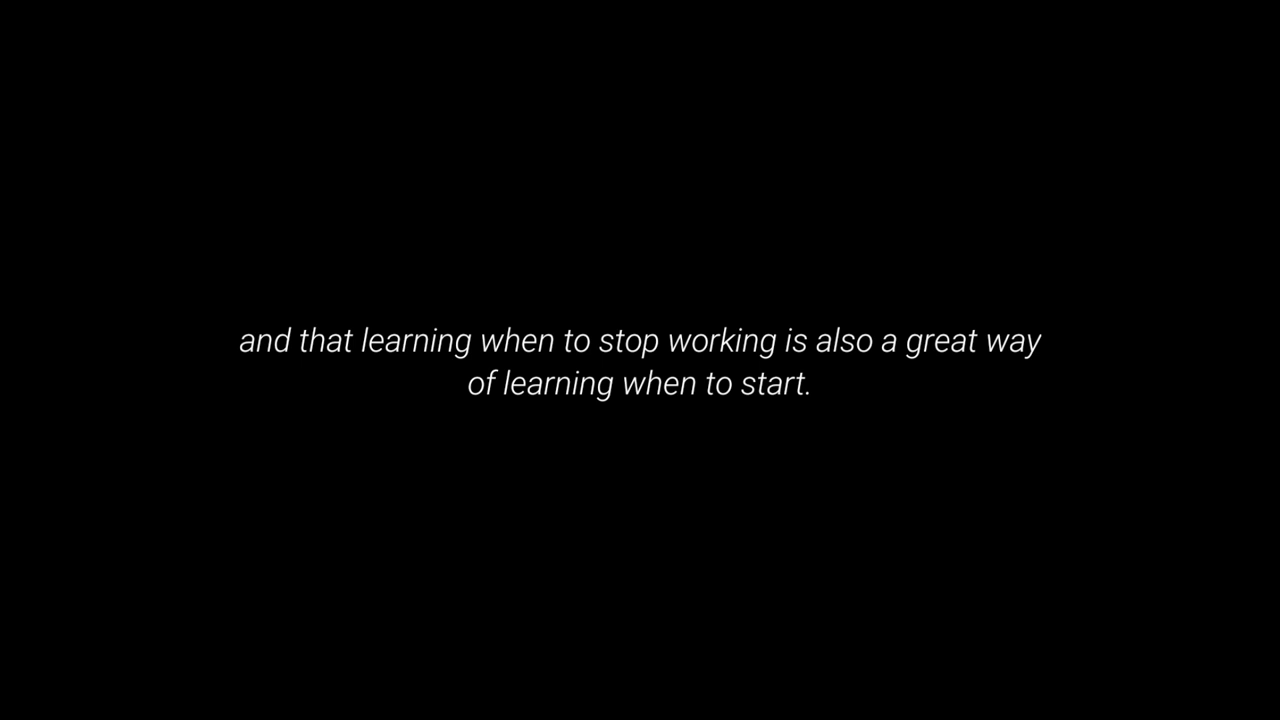 and that learning when to stop working is also a great way
of learning when to start.